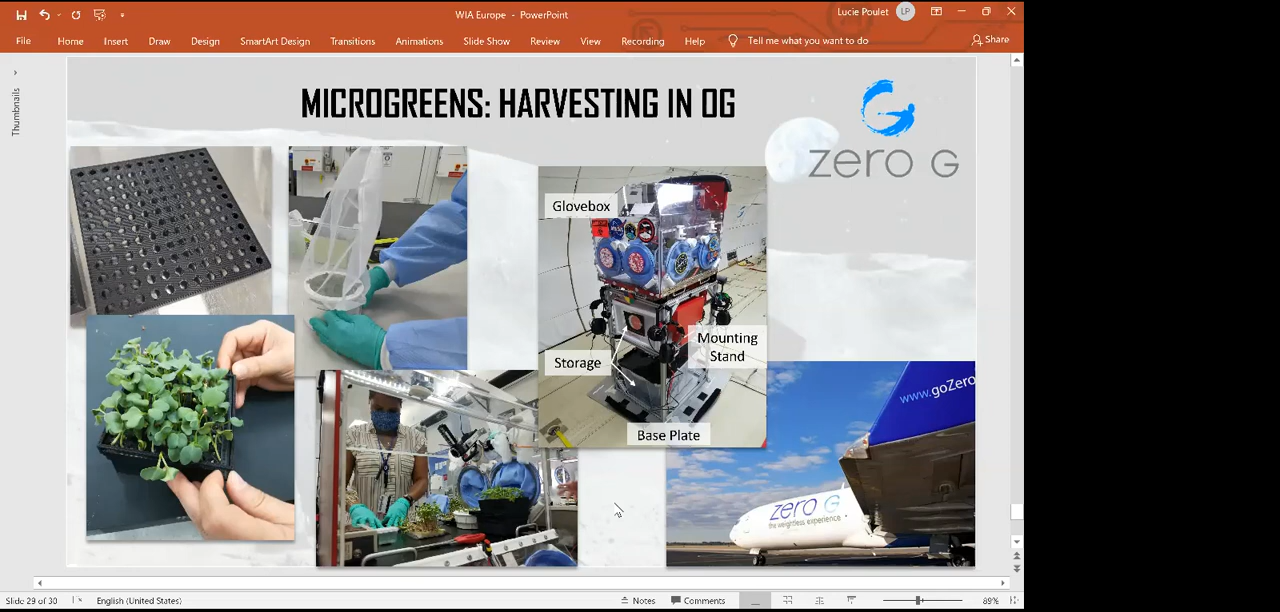 WIA Europe - PowerPoint
Lucie Poulet
LP
File
Home
Insert
Draw
Design
SmartArt Design
Transitions
Animations
Slide Show
Review
View
Recording
Help
Tell me what you want to do
Share
Thumbnails
MICROGREENS: HARVESTING IN 0G
zero G
Glovebox
Mounting
Stand
Storage
Base Plate
www.goZero
zero G
the weightless experience
Slide 29 of 30
English (United States)
Notes
Comments
89%